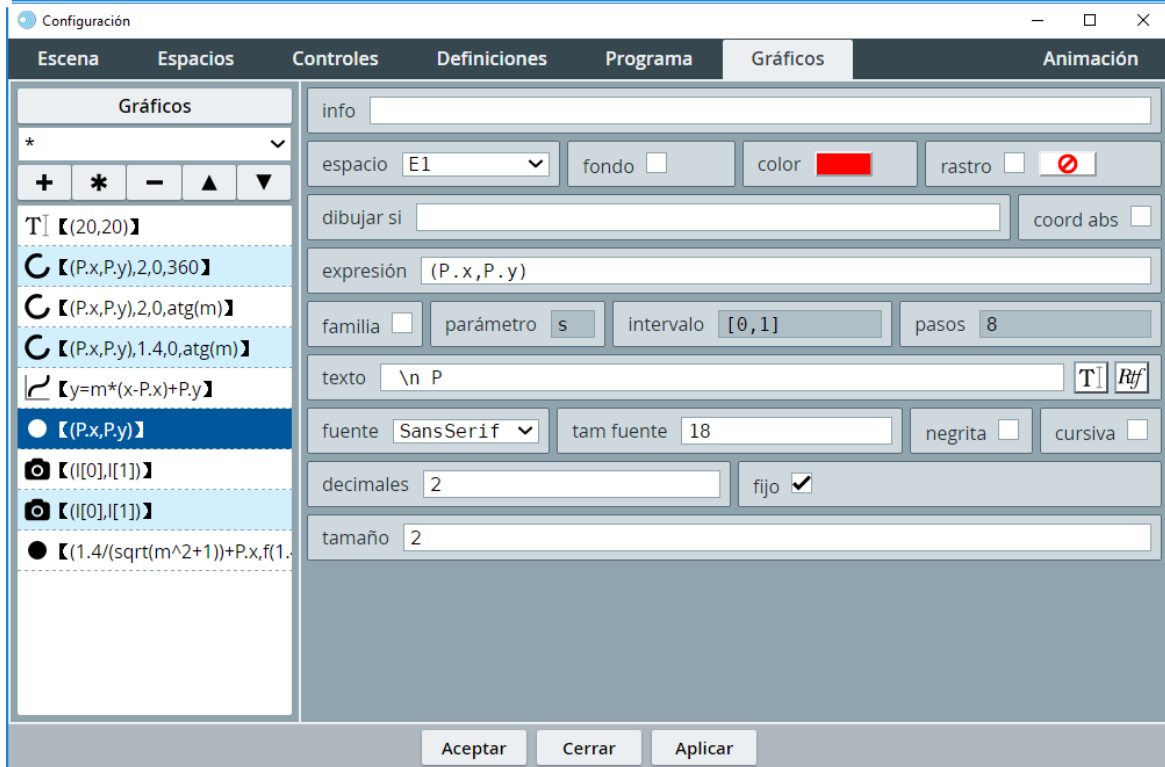 Configuración
Escena Espacios Controles Definiciones Programa Gráficos Animación
Gráficos
*
+ * − ▲ ▼
T 【(20,20)】
【(P.x,P.y),2,0,360】
【(P.x,P.y),2,0,atg(m)】
【(P.x,P.y),1.4,0,atg(m)】
【y=m*(x-P.x)+P.y】
【(P.x,P.y)】
【(I[0],I[1])】
【(I[0],I[1])】
【(1.4/(sqrt(m^2+1))+P.x,f(1.
info
espacio E1 fondo color rastro
dibujar si coord abs
expresión (P.x,P.y)
familia parámetro s intervalo [0,1] pasos 8
texto \n P T Rtf
fuente SansSerif tam fuente 18 negrita cursiva
decimales 2 fijo
tamaño 2
Aceptar Cerrar Aplicar